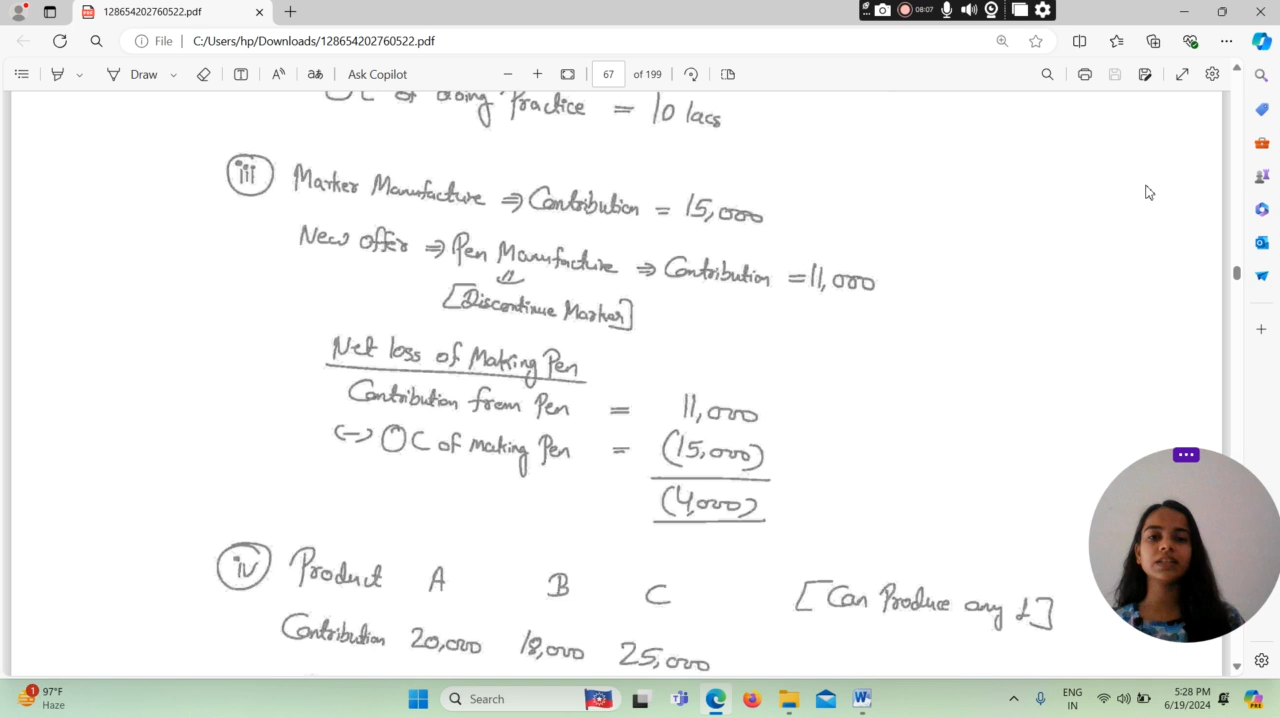 128654202760522.pdf
08:07
File | C:/Users/hp/Downloads/128654202760522.pdf
Draw
Ask Copilot
67 of 199
OC of doing Practice = 10 lacs
iii Marker Manufacture ⇒ Contribution = 15,000
New offer ⇒ Pen Manufacture ⇒ Contribution = 11,000
[Discontinue Marker]
Net loss of Making Pen
Contribution from Pen = 11,000
(-) OC of making Pen = (15,000)
(4,000)
iv Product A B C [Can Produce any 1]
Contribution 20,000 18,000 25,000
1
97°F
Haze
Search
ENG
IN
5:28 PM
6/19/2024